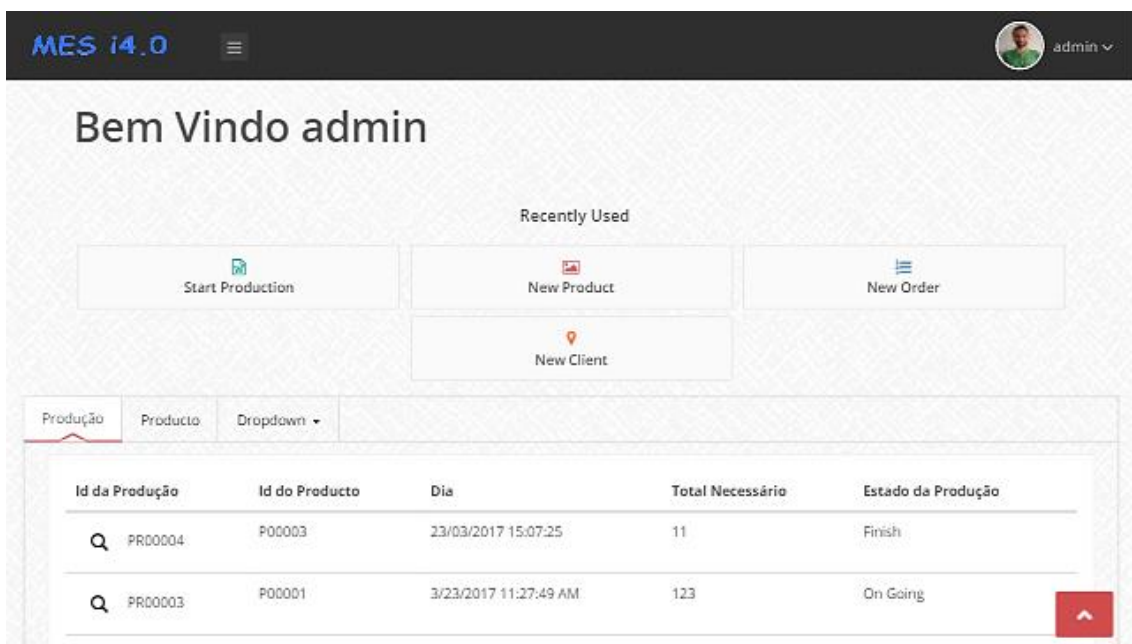 MES i4.0
admin
Bem Vindo admin
Recently Used
Start Production
New Product
New Order
New Client
Produção Producto Dropdown
Id da Produção Id do Producto Dia Total Necessário Estado da Produção
PR00004 P00003 23/03/2017 15:07:25 11 Finish
PR00003 P00001 3/23/2017 11:27:49 AM 123 On Going